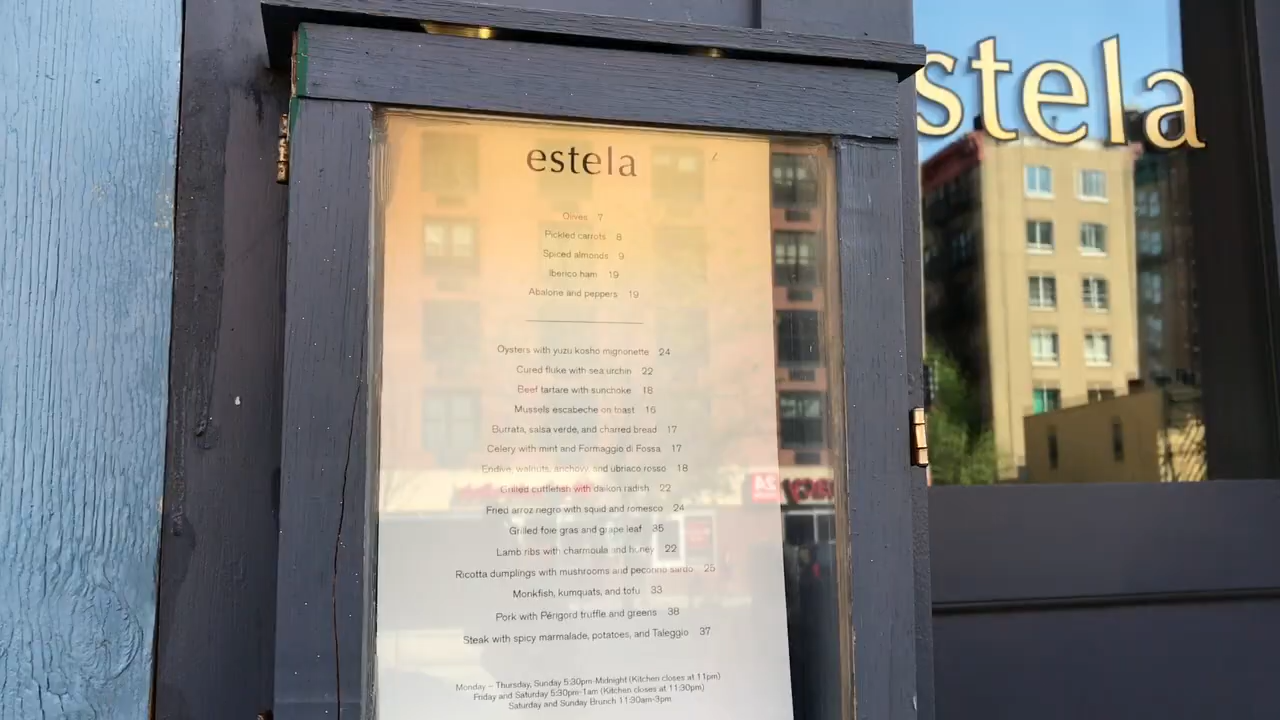 estela
estela
Olives 7
Pickled carrots 8
Spiced almonds 9
Iberico ham 19
Abalone and peppers 19
Oysters with yuzu kosho mignonette 24
Cured fluke with sea urchin 22
Beef tartare with sunchoke 18
Mussels escabeche on toast 16
Burrata, salsa verde, and charred bread 17
Celery with mint and Formaggio di Fossa 17
Endive, walnuts, anchovy, and ubriaco rosso 18
Grilled cuttlefish with daikon radish 22
Fried arroz negro with squid and romesco 24
Grilled foie gras and grape leaf 35
Lamb ribs with charmoula and honey 22
Ricotta dumplings with mushrooms and pecorino sardo 25
Monkfish, kumquats, and tofu 33
Pork with Périgord truffle and greens 38
Steak with spicy marmalade, potatoes, and Taleggio 37
Monday – Thursday, Sunday 5:30pm-Midnight (Kitchen closes at 11pm)
Friday and Saturday 5:30pm-1am (Kitchen closes at 11:30pm)
Saturday and Sunday Brunch 11:30am-3pm